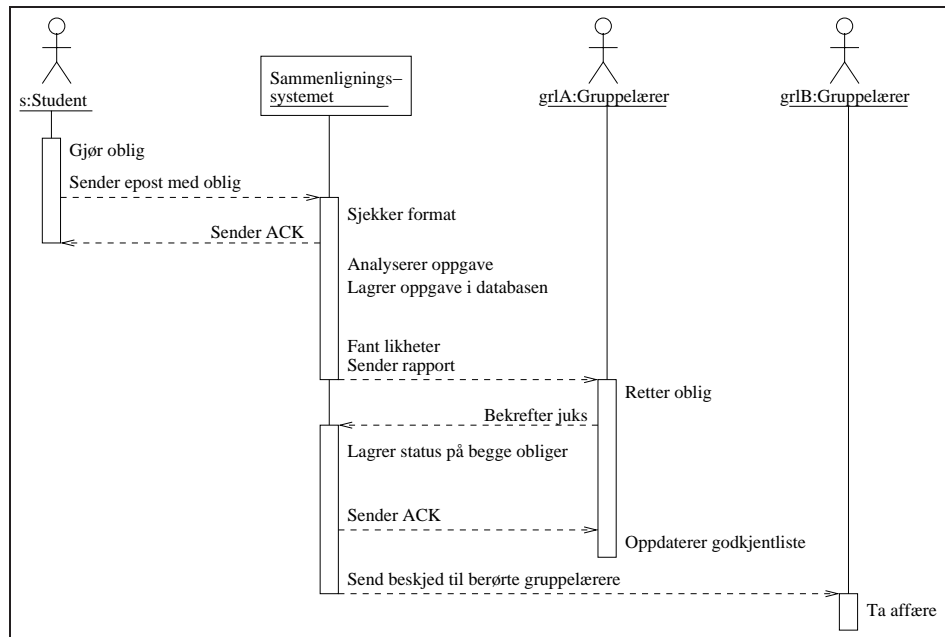 s:Student
Sammenlignings–
systemet
grlA:Gruppelærer
grlB:Gruppelærer
Gjør oblig
Sender epost med oblig
Sjekker format
Sender ACK
Analyserer oppgave
Lagrer oppgave i databasen
Fant likheter
Sender rapport
Retter oblig
Bekrefter juks
Lagrer status på begge obliger
Sender ACK
Oppdaterer godkjentliste
Send beskjed til berørte gruppelærere
Ta affære